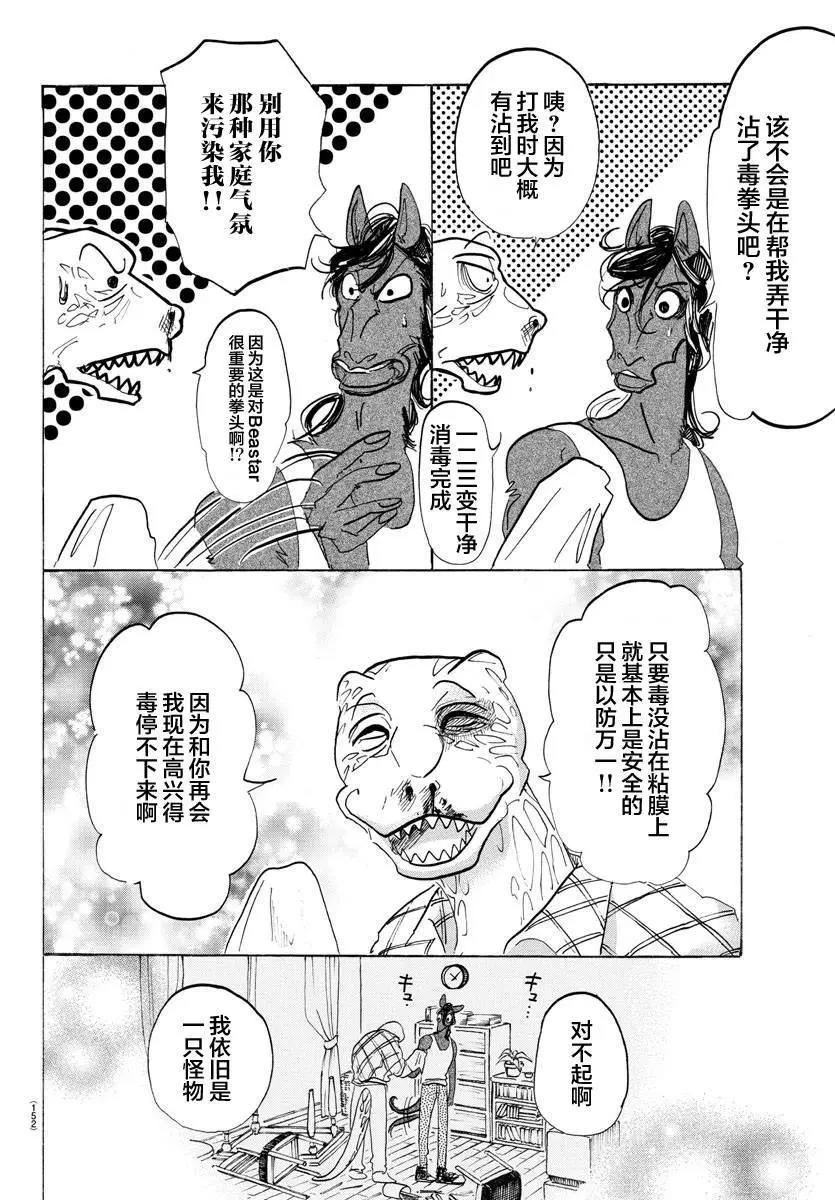 该不会是在帮我弄干净
沾了毒拳头吧？
咦？因为
打我时大概
有沾到吧
一二三变干净
消毒完成
别用你
那种家庭气氛
来污染我！！
因为这是对Beastar
很重要的拳头啊！？
只要毒没沾在粘膜上
就基本上是安全的
只是以防万一！！
因为和你再会
我现在高兴得
毒停不下来啊
キュ
キュ
对
不起啊
我依旧是
一只怪物
(152)